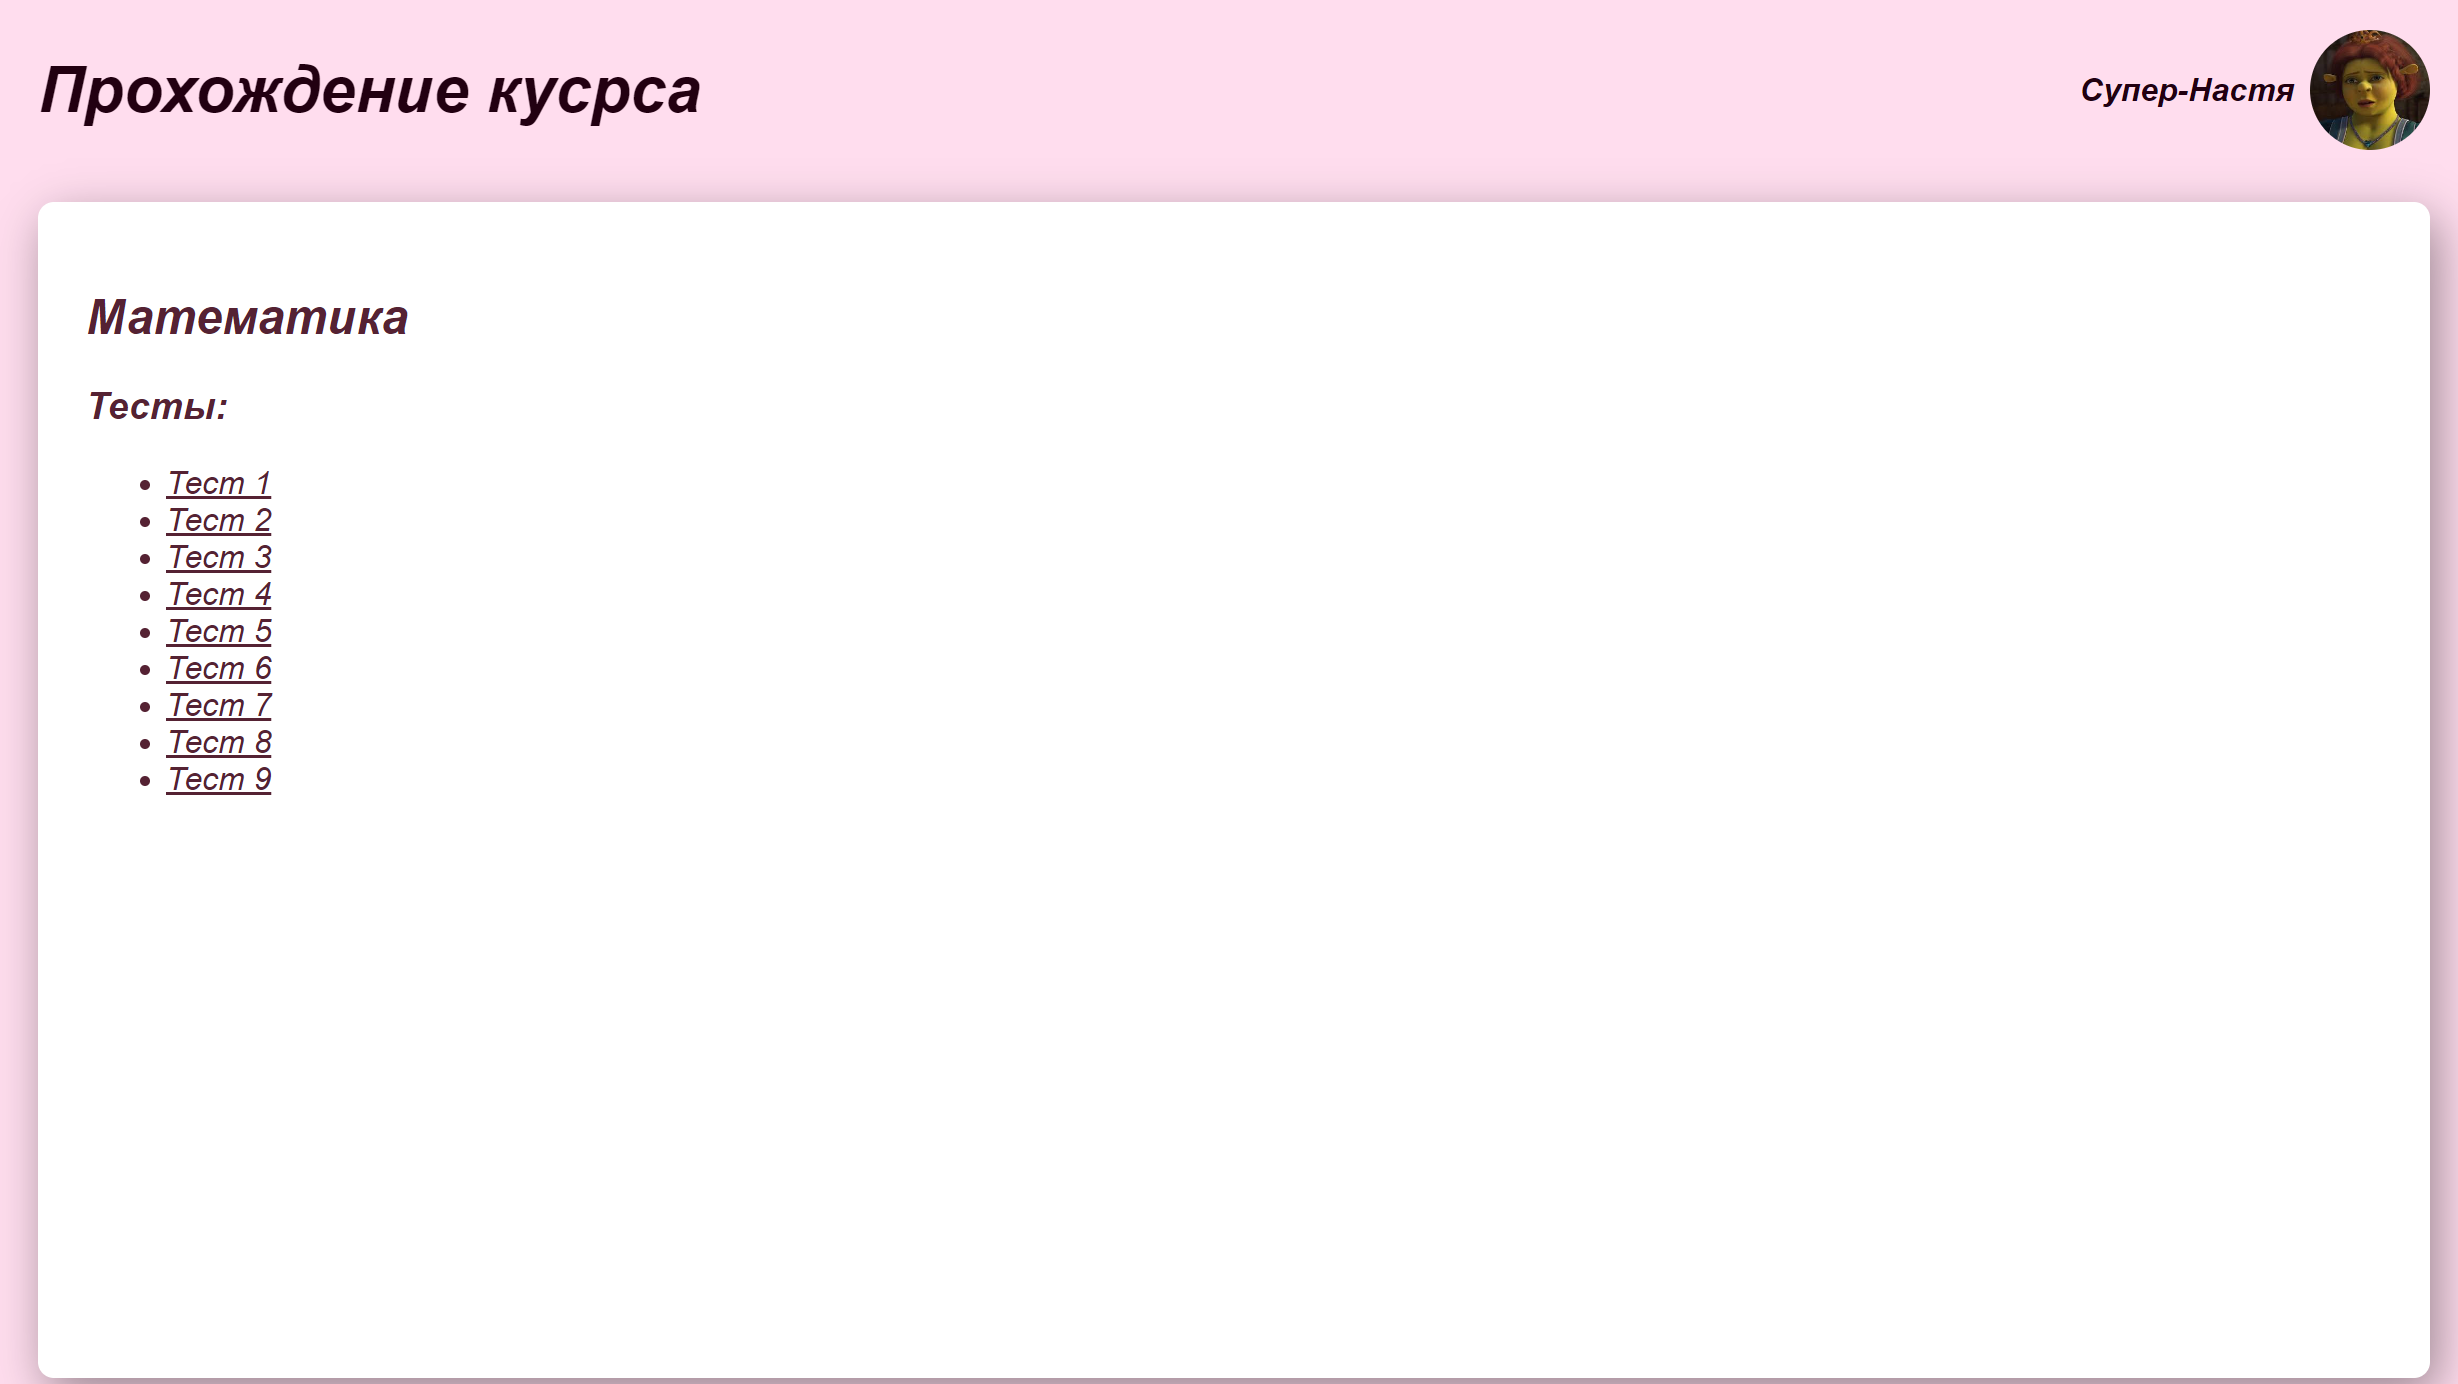 Прохождение кусрса
Супер-Настя
Математика
Тесты:
Тест 1
Тест 2
Тест 3
Тест 4
Тест 5
Тест 6
Тест 7
Тест 8
Тест 9